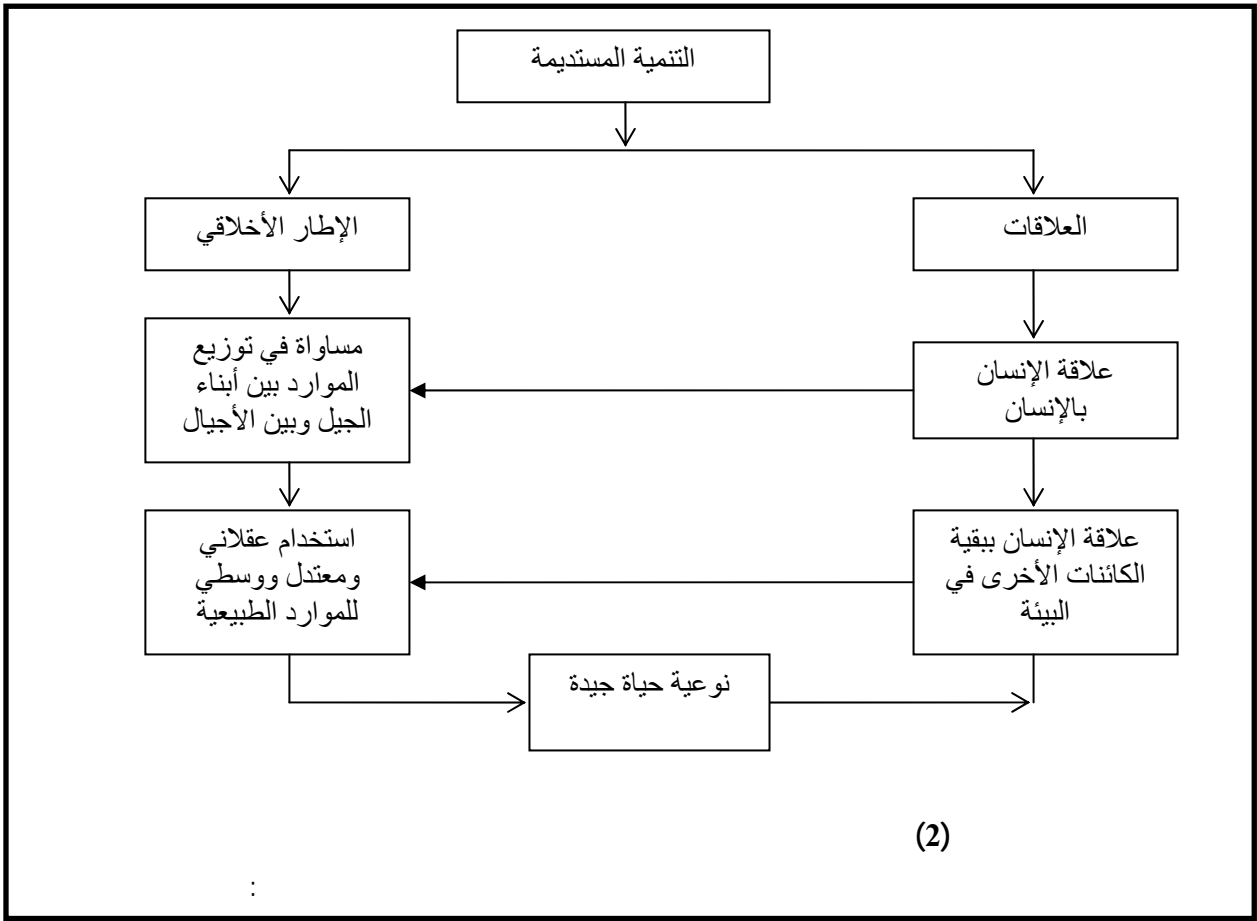 التنمية المستديمة
العلاقات
الإطار الأخلاقي
علاقة الإنسان
بالإنسان
مساواة في توزيع
الموارد بين أبناء
الجيل وبين الأجيال
علاقة الإنسان ببقية
الكائنات الأخرى في
البيئة
استخدام عقلاني
ومعتدل ووسطي
للموارد الطبيعية
نوعية حياة جيدة
(2)
: